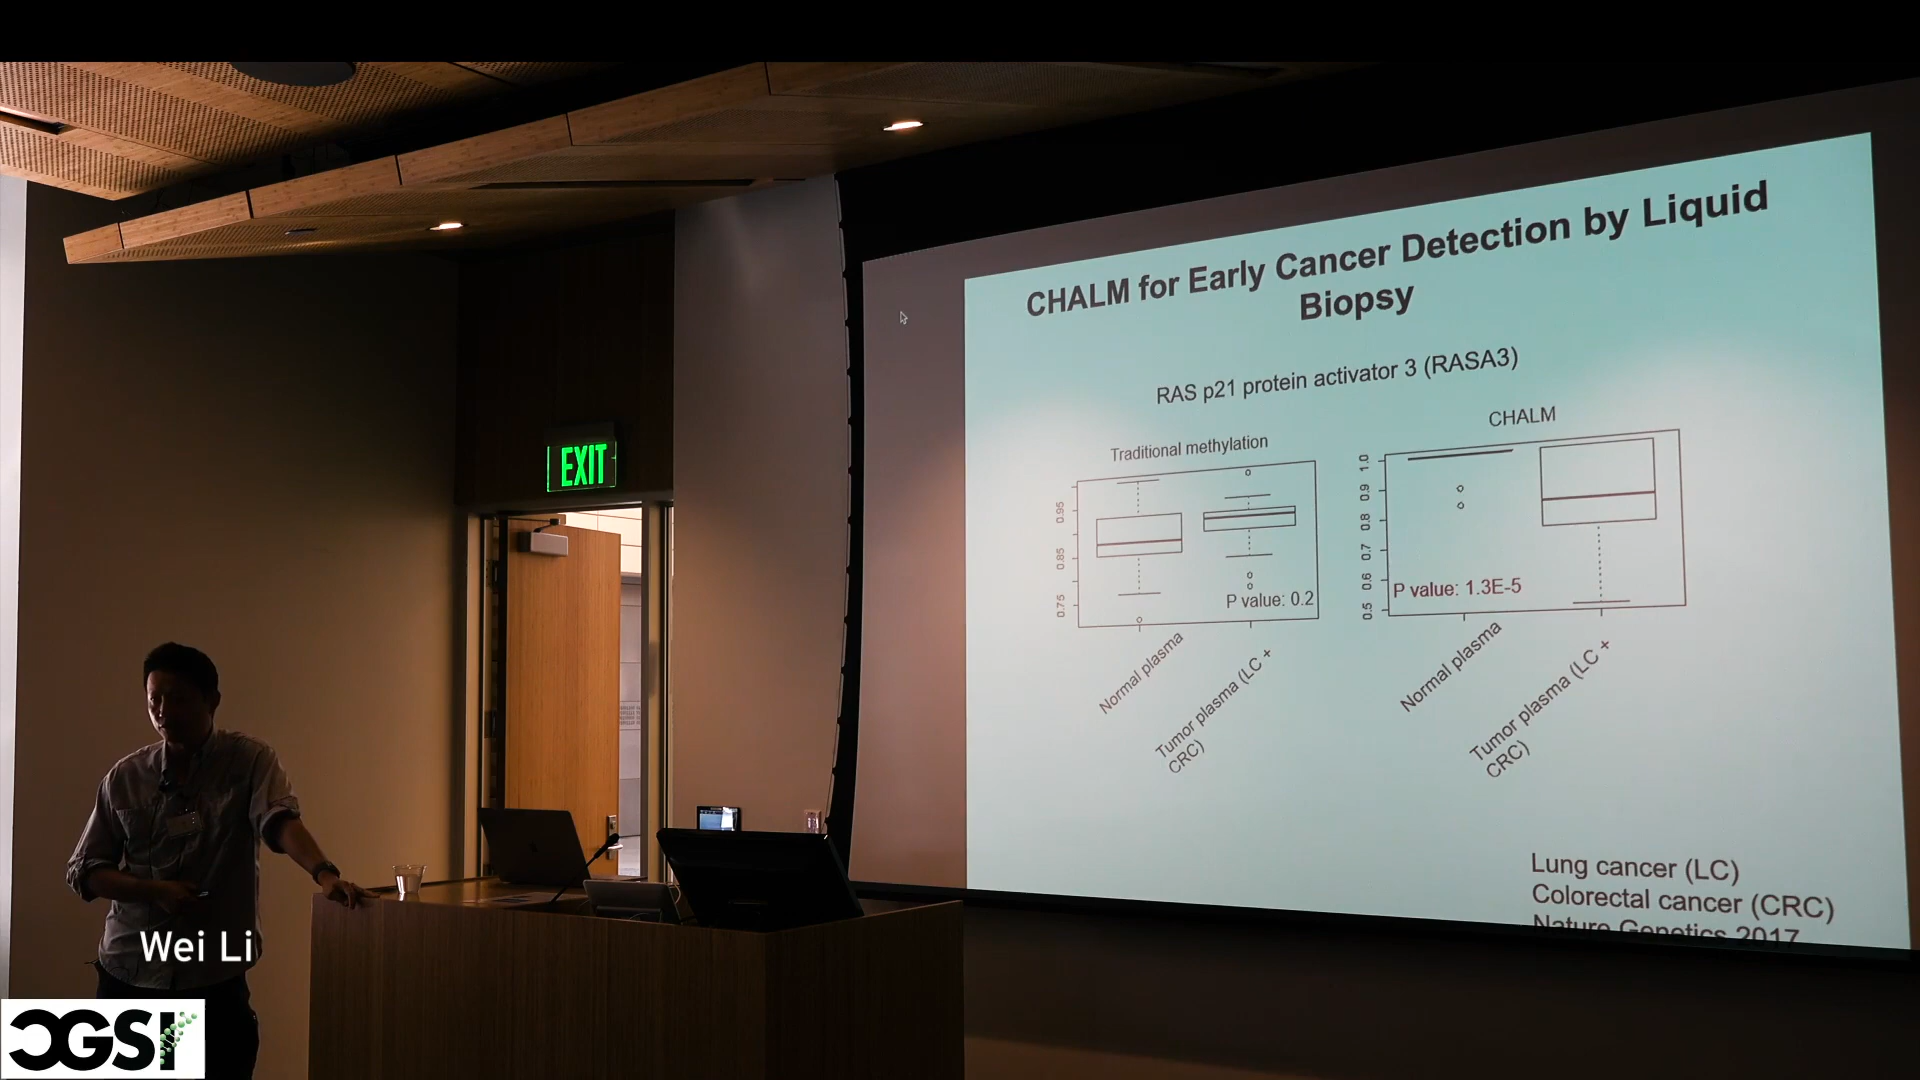 CHALM for Early Cancer Detection by Liquid
Biopsy
RAS p21 protein activator 3 (RASA3)
Traditional methylation
0.95
0.85
0.75
P value: 0.2
Normal plasma
Tumor plasma (LC +
CRC)
CHALM
1.0
0.9
0.8
0.7
0.6
0.5
P value: 1.3E-5
Normal plasma
Tumor plasma (LC +
CRC)
Lung cancer (LC)
Colorectal cancer (CRC)
Nature Genetics 2017
EXIT
Wei Li
CGSI